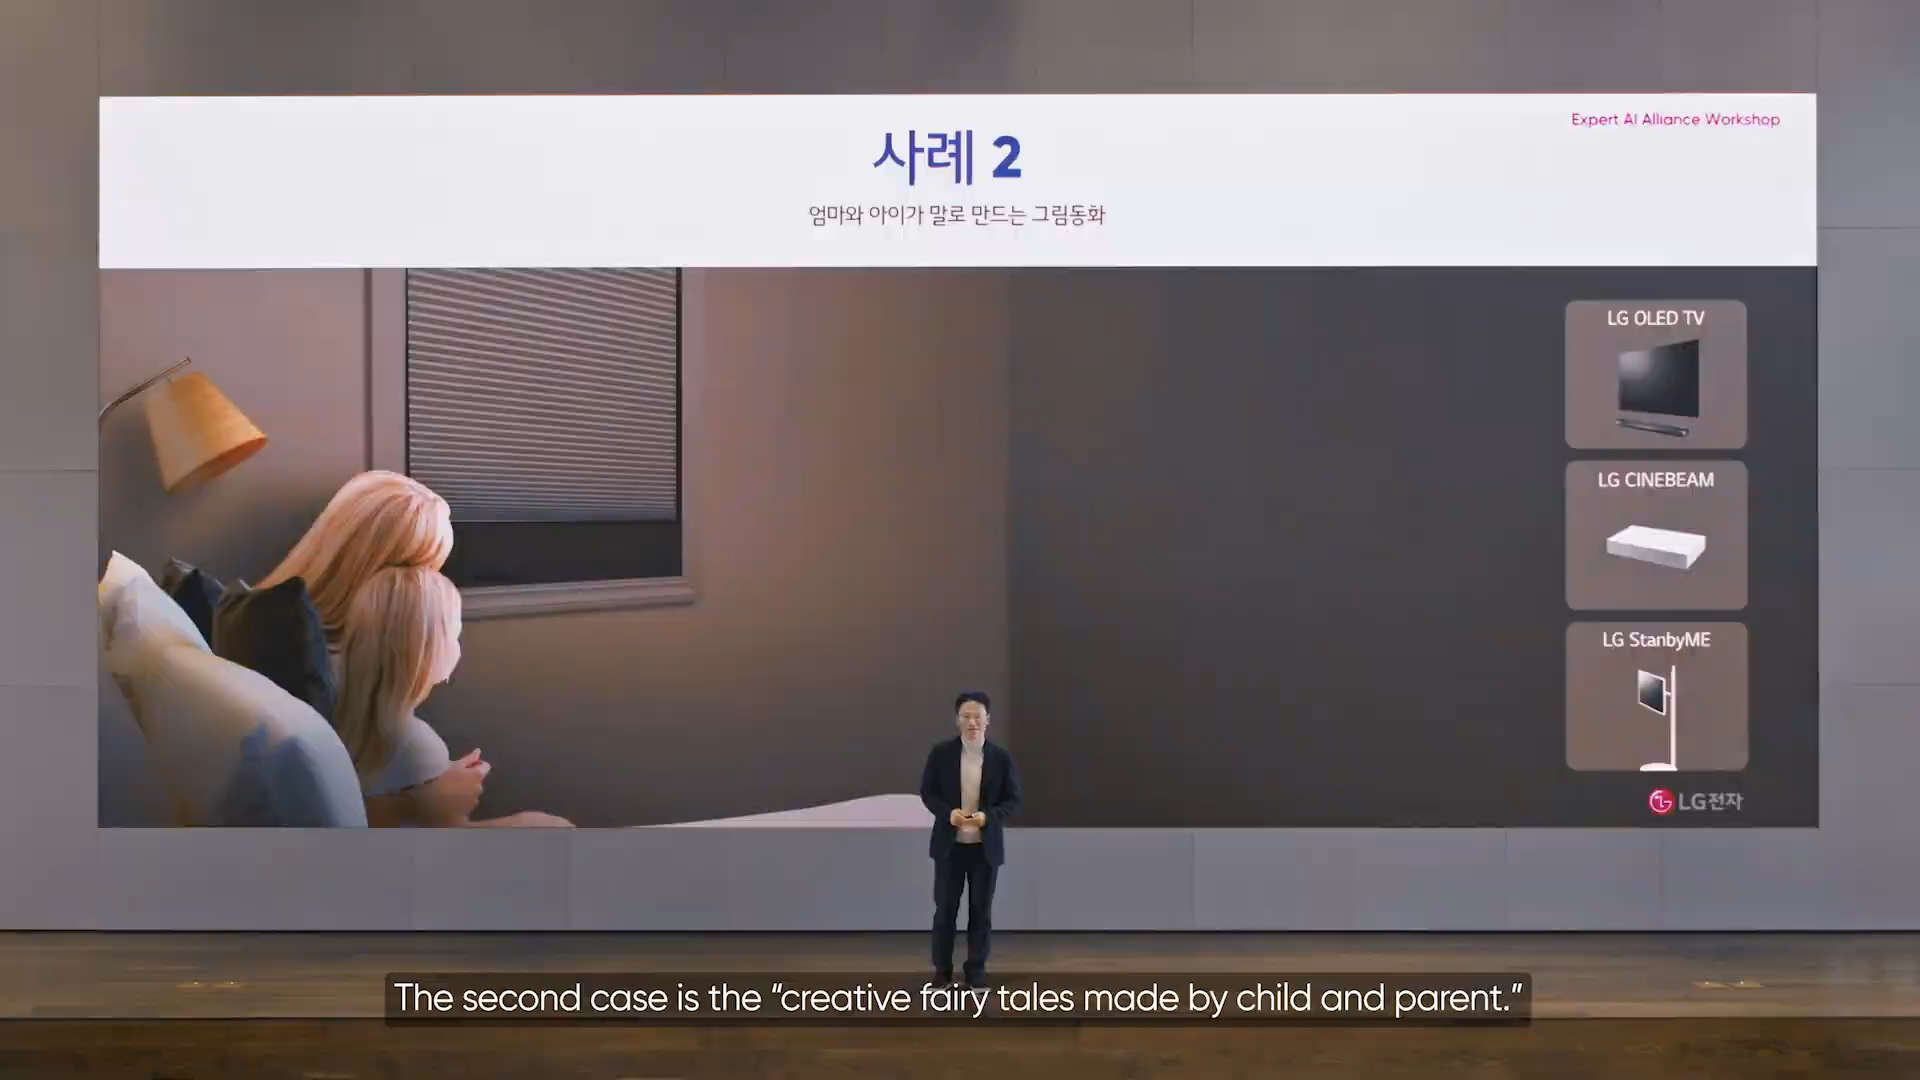 Expert AI Alliance Workshop
사례 2
엄마와 아이가 말로 만드는 그림동화
LG OLED TV
LG CINEBEAM
LG StanbyME
LG전자
The second case is the “creative fairy tales made by child and parent.”